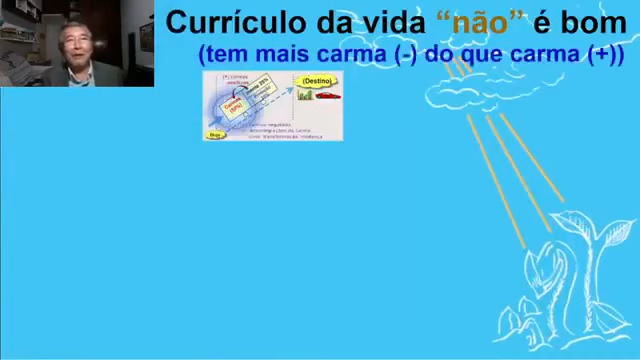 Currículo da vida “não” é bom
(tem mais carma (-) do que carma (+))
(Destino)